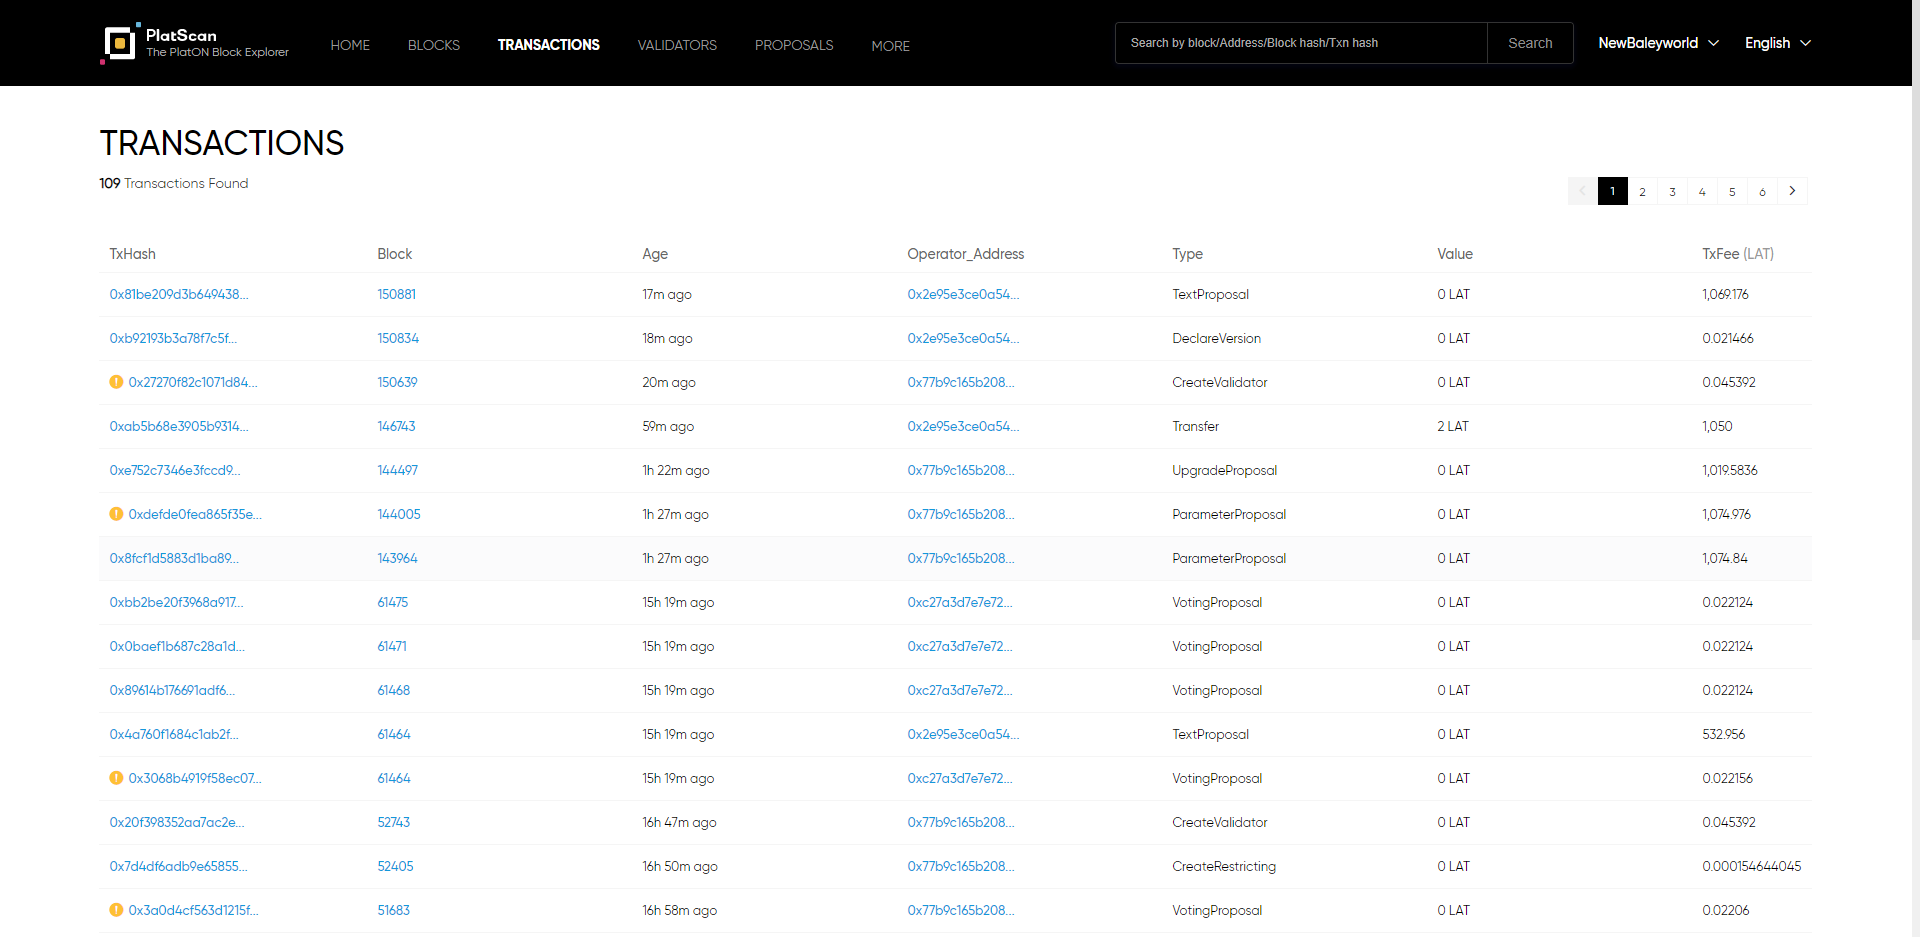 PlatScan
The PlatON Block Explorer
HOME BLOCKS TRANSACTIONS VALIDATORS PROPOSALS MORE
Search by block/Address/Block hash/Txn hash Search
NewBaleyworld English
TRANSACTIONS
109 Transactions Found
1 2 3 4 5 6
TxHash Block Age Operator_Address Type Value TxFee (LAT)
0x81be209d3b649438... 150881 17m ago 0x2e95e3ce0a54... TextProposal 0 LAT 1,069.176
0xb92193b3a78f7c5f... 150834 18m ago 0x2e95e3ce0a54... DeclareVersion 0 LAT 0.021466
0x27270f82c1071d84... 150639 20m ago 0x77b9c165b208... CreateValidator 0 LAT 0.045392
0xab5b68e3905b9314... 146743 59m ago 0x2e95e3ce0a54... Transfer 2 LAT 1,050
0xe752c7346e3fccd9... 144497 1h 22m ago 0x77b9c165b208... UpgradeProposal 0 LAT 1,019.5836
0xdefde0fea865f35e... 144005 1h 27m ago 0x77b9c165b208... ParameterProposal 0 LAT 1,074.976
0x8fcf1d5883d1ba89... 143964 1h 27m ago 0x77b9c165b208... ParameterProposal 0 LAT 1,074.84
0xbb2be20f3968a917... 61475 15h 19m ago 0xc27a3d7e7e72... VotingProposal 0 LAT 0.022124
0x0baef1b687c28a1d... 61471 15h 19m ago 0xc27a3d7e7e72... VotingProposal 0 LAT 0.022124
0x89614b176691adf6... 61468 15h 19m ago 0xc27a3d7e7e72... VotingProposal 0 LAT 0.022124
0x4a760f1684c1ab2f... 61464 15h 19m ago 0x2e95e3ce0a54... TextProposal 0 LAT 532.956
0x3068b4919f58ec07... 61464 15h 19m ago 0xc27a3d7e7e72... VotingProposal 0 LAT 0.022156
0x20f398352aa7ac2e... 52743 16h 47m ago 0x77b9c165b208... CreateValidator 0 LAT 0.045392
0x7d4df6adb9e65855... 52405 16h 50m ago 0x77b9c165b208... CreateRestricting 0 LAT 0.000154644045
0x3a0d4cf563d1215f... 51683 16h 58m ago 0x77b9c165b208... VotingProposal 0 LAT 0.02206